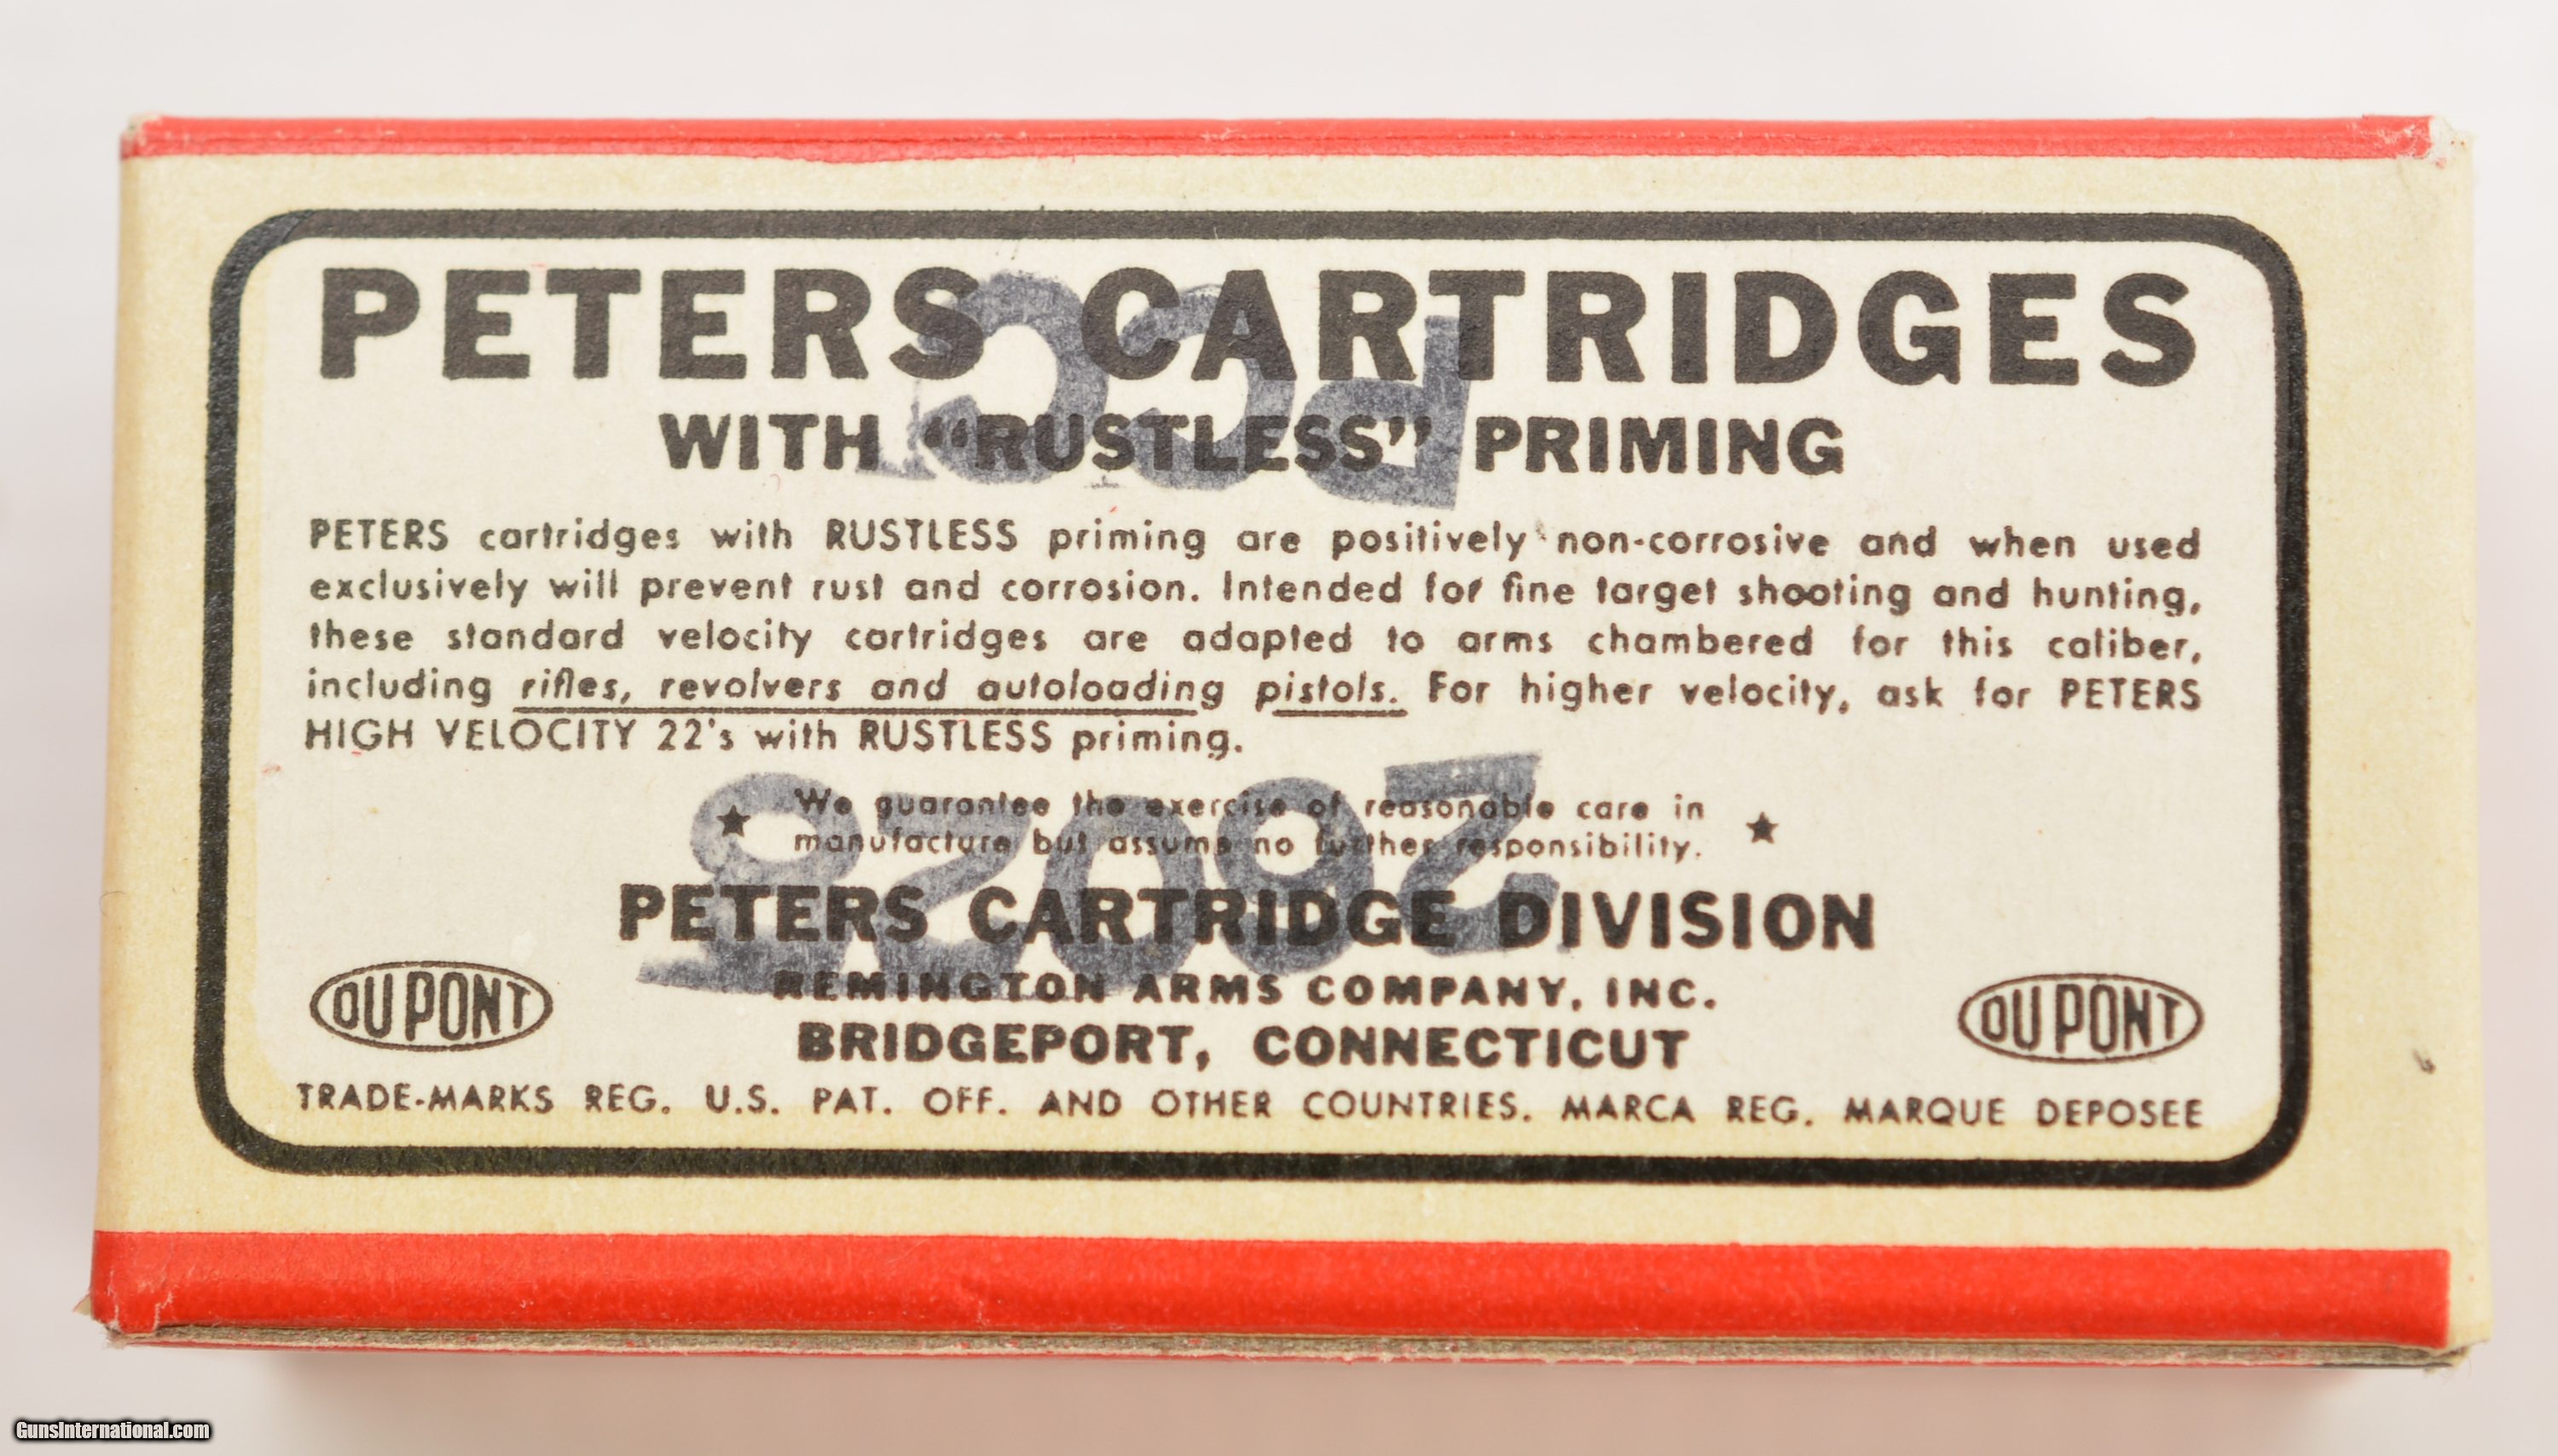 PETERS CARTRIDGES
WITH “RUSTLESS” PRIMING
PETERS cartridges with RUSTLESS priming are positively non-corrosive and when used
exclusively will prevent rust and corrosion. Intended for fine target shooting and hunting,
these standard velocity cartridges are adapted to arms chambered for this caliber,
including rifles, revolvers and autoloading pistols. For higher velocity, ask for PETERS
HIGH VELOCITY 22's with RUSTLESS priming.
★ We guarantee the exercise of reasonable care in ★
manufacture but assume no further responsibility.
PETERS CARTRIDGE DIVISION
REMINGTON ARMS COMPANY, INC.
BRIDGEPORT, CONNECTICUT
DU PONT
DU PONT
TRADE-MARKS REG. U.S. PAT. OFF. AND OTHER COUNTRIES. MARCA REG. MARQUE DEPOSEE
GunsInternational.com